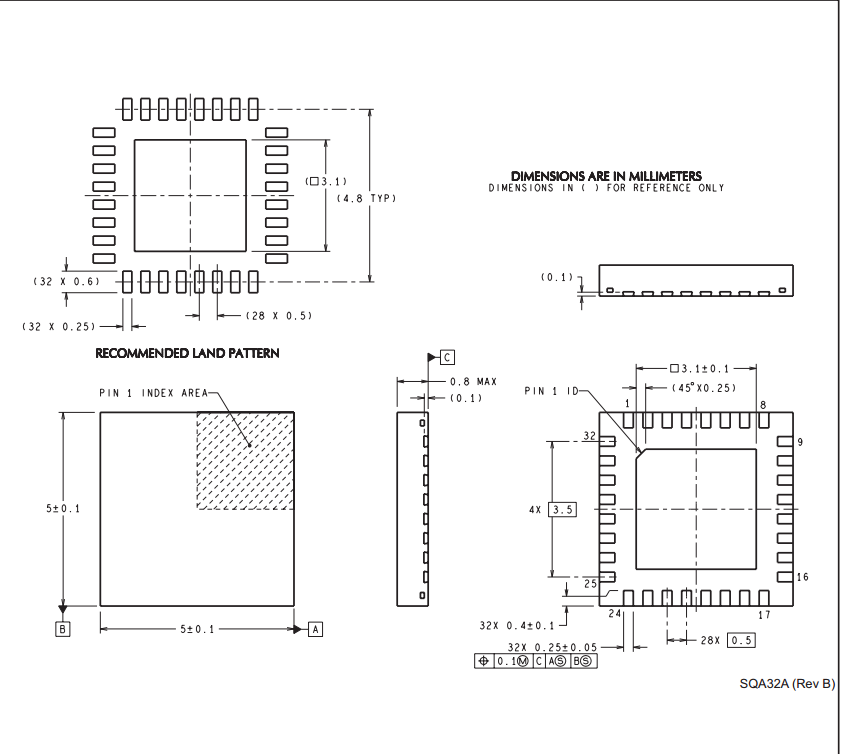 (□3.1)
(4.8 TYP)
DIMENSIONS ARE IN MILLIMETERS
DIMENSIONS IN ( ) FOR REFERENCE ONLY
(0.1)
(32 X 0.6)
(28 X 0.5)
(32 X 0.25)
RECOMMENDED LAND PATTERN
C
□3.1±0.1
0.8 MAX
(45°X0.25)
PIN 1 INDEX AREA
(0.1)
PIN 1 ID
1
8
32
9
5±0.1
4X 3.5
25
16
24
17
B
5±0.1
A
32X 0.4±0.1
28X 0.5
32X 0.25±0.05
⌖ 0.1Ⓜ C AⓈ BⓈ
SQA32A (Rev B)